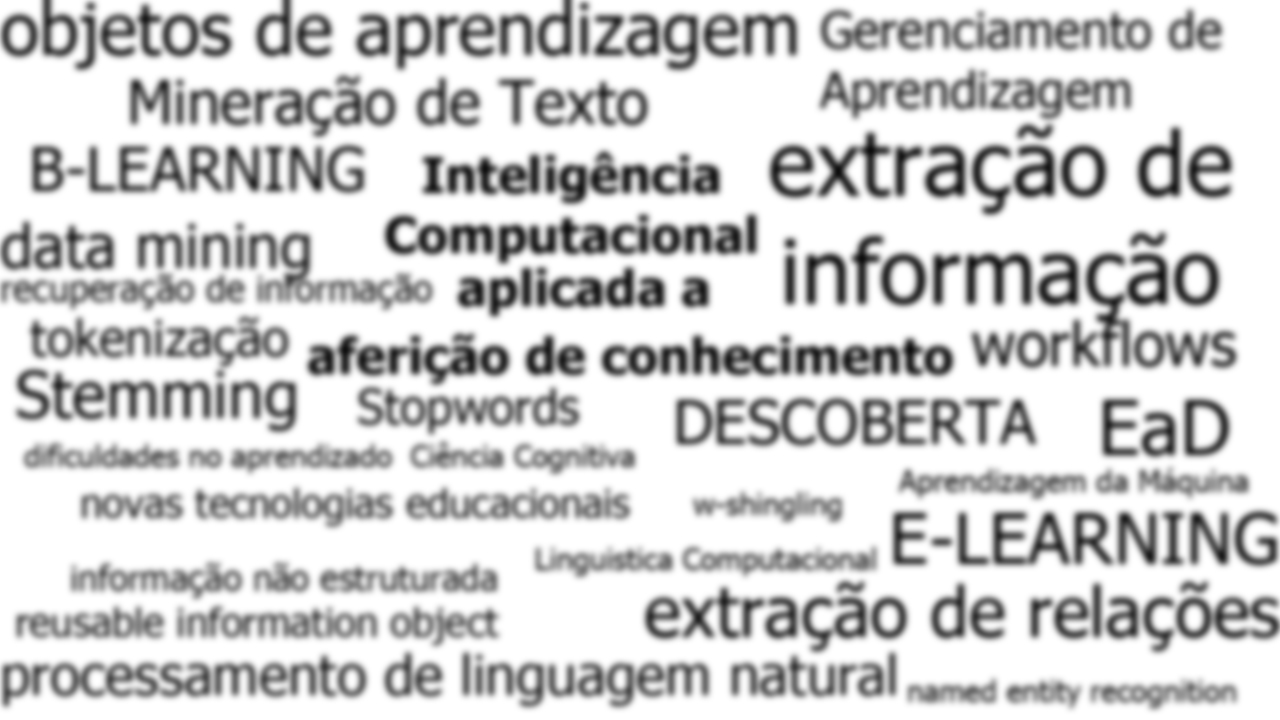 objetos de aprendizagem
Gerenciamento de
Aprendizagem
Mineração de Texto
B-LEARNING
Inteligência
Computacional
aplicada a
aferição de conhecimento
extração de
informação
data mining
recuperação de informação
tokenização
workflows
Stemming
Stopwords
DESCOBERTA
EaD
dificuldades no aprendizado
Ciência Cognitiva
Aprendizagem da Máquina
novas tecnologias educacionais
w-shingling
E-LEARNING
Linguistica Computacional
informação não estruturada
extração de relações
reusable information object
processamento de linguagem natural
named entity recognition